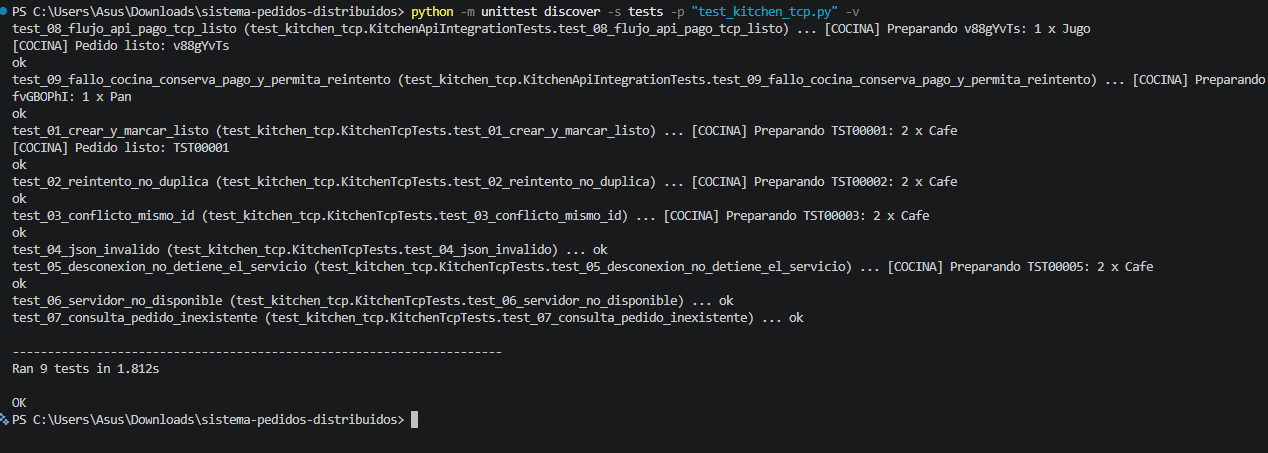 PS C:\Users\Asus\Downloads\sistema-pedidos-distribuidos> python -m unittest discover -s tests -p "test_kitchen_tcp.py" -v
test_08_flujo_api_pago_tcp_listo (test_kitchen_tcp.KitchenApiIntegrationTests.test_08_flujo_api_pago_tcp_listo) ... [COCINA] Preparando v88gYvTs: 1 x Jugo
[COCINA] Pedido listo: v88gYvTs
ok
test_09_fallo_cocina_conserva_pago_y_permita_reintento (test_kitchen_tcp.KitchenApiIntegrationTests.test_09_fallo_cocina_conserva_pago_y_permita_reintento) ... [COCINA] Preparando
fvGBOPhI: 1 x Pan
ok
test_01_crear_y_marcar_listo (test_kitchen_tcp.KitchenTcpTests.test_01_crear_y_marcar_listo) ... [COCINA] Preparando TST00001: 2 x Cafe
[COCINA] Pedido listo: TST00001
ok
test_02_reintento_no_duplica (test_kitchen_tcp.KitchenTcpTests.test_02_reintento_no_duplica) ... [COCINA] Preparando TST00002: 2 x Cafe
ok
test_03_conflicto_mismo_id (test_kitchen_tcp.KitchenTcpTests.test_03_conflicto_mismo_id) ... [COCINA] Preparando TST00003: 2 x Cafe
ok
test_04_json_invalido (test_kitchen_tcp.KitchenTcpTests.test_04_json_invalido) ... ok
test_05_desconexion_no_detiene_el_servicio (test_kitchen_tcp.KitchenTcpTests.test_05_desconexion_no_detiene_el_servicio) ... [COCINA] Preparando TST00005: 2 x Cafe
ok
test_06_servidor_no_disponible (test_kitchen_tcp.KitchenTcpTests.test_06_servidor_no_disponible) ... ok
test_07_consulta_pedido_inexistente (test_kitchen_tcp.KitchenTcpTests.test_07_consulta_pedido_inexistente) ... ok
----------------------------------------------------------------------
Ran 9 tests in 1.812s
OK
PS C:\Users\Asus\Downloads\sistema-pedidos-distribuidos>